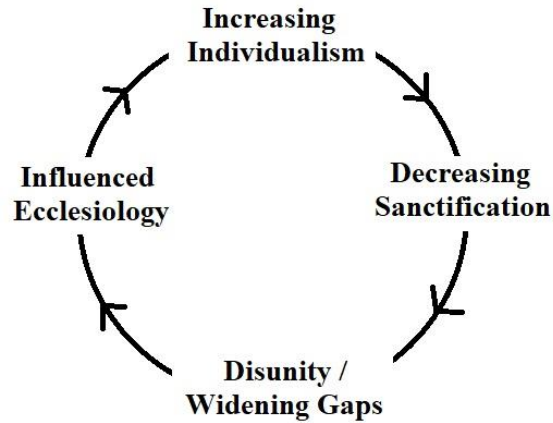 Increasing
Individualism
Decreasing
Sanctification
Disunity /
Widening Gaps
Influenced
Ecclesiology